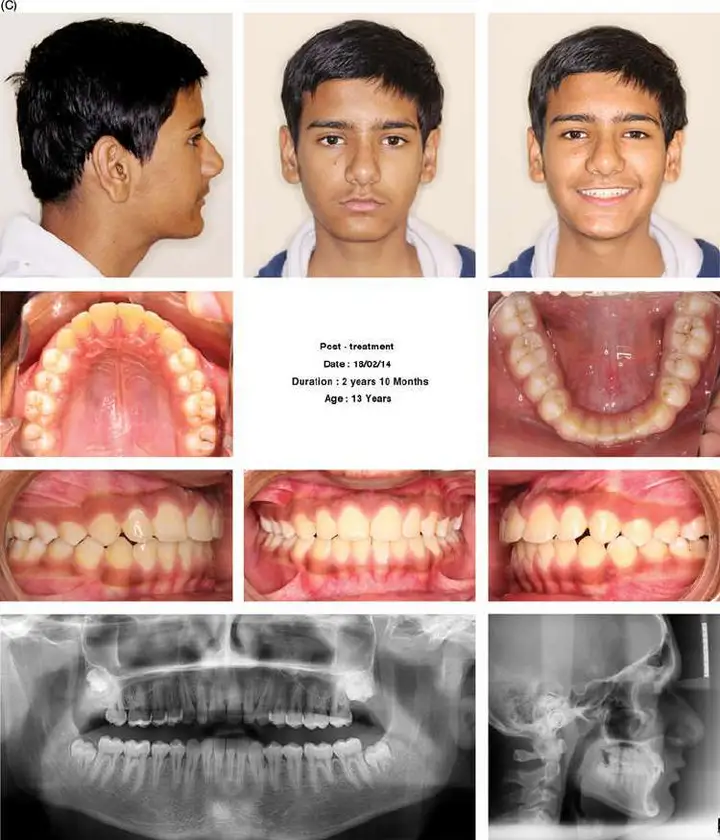 (C)
Post - treatment
Date : 18/02/14
Duration : 2 years 10 Months
Age : 13 Years